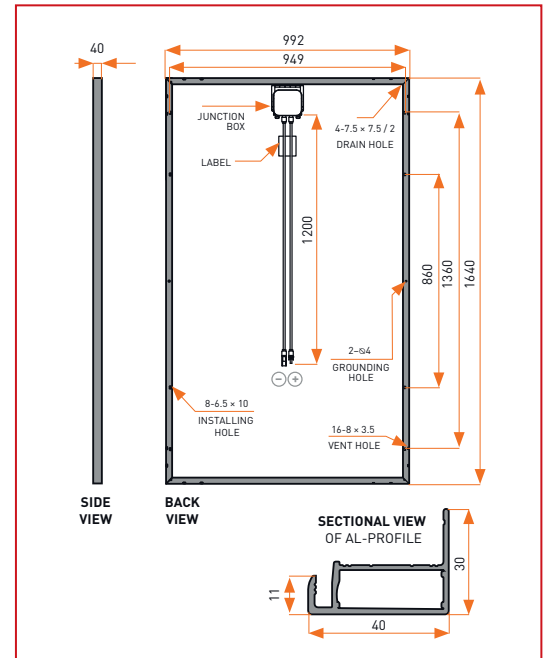 992
40
949
JUNCTION
BOX
4-7.5 × 7.5 / 2
DRAIN HOLE
LABEL
1200
860
1360
1640
2–⌀4
GROUNDING
HOLE
− +
8-6.5 × 10
INSTALLING
HOLE
16-8 × 3.5
VENT HOLE
SIDE
VIEW
BACK
VIEW
SECTIONAL VIEW
OF AL-PROFILE
11
30
40